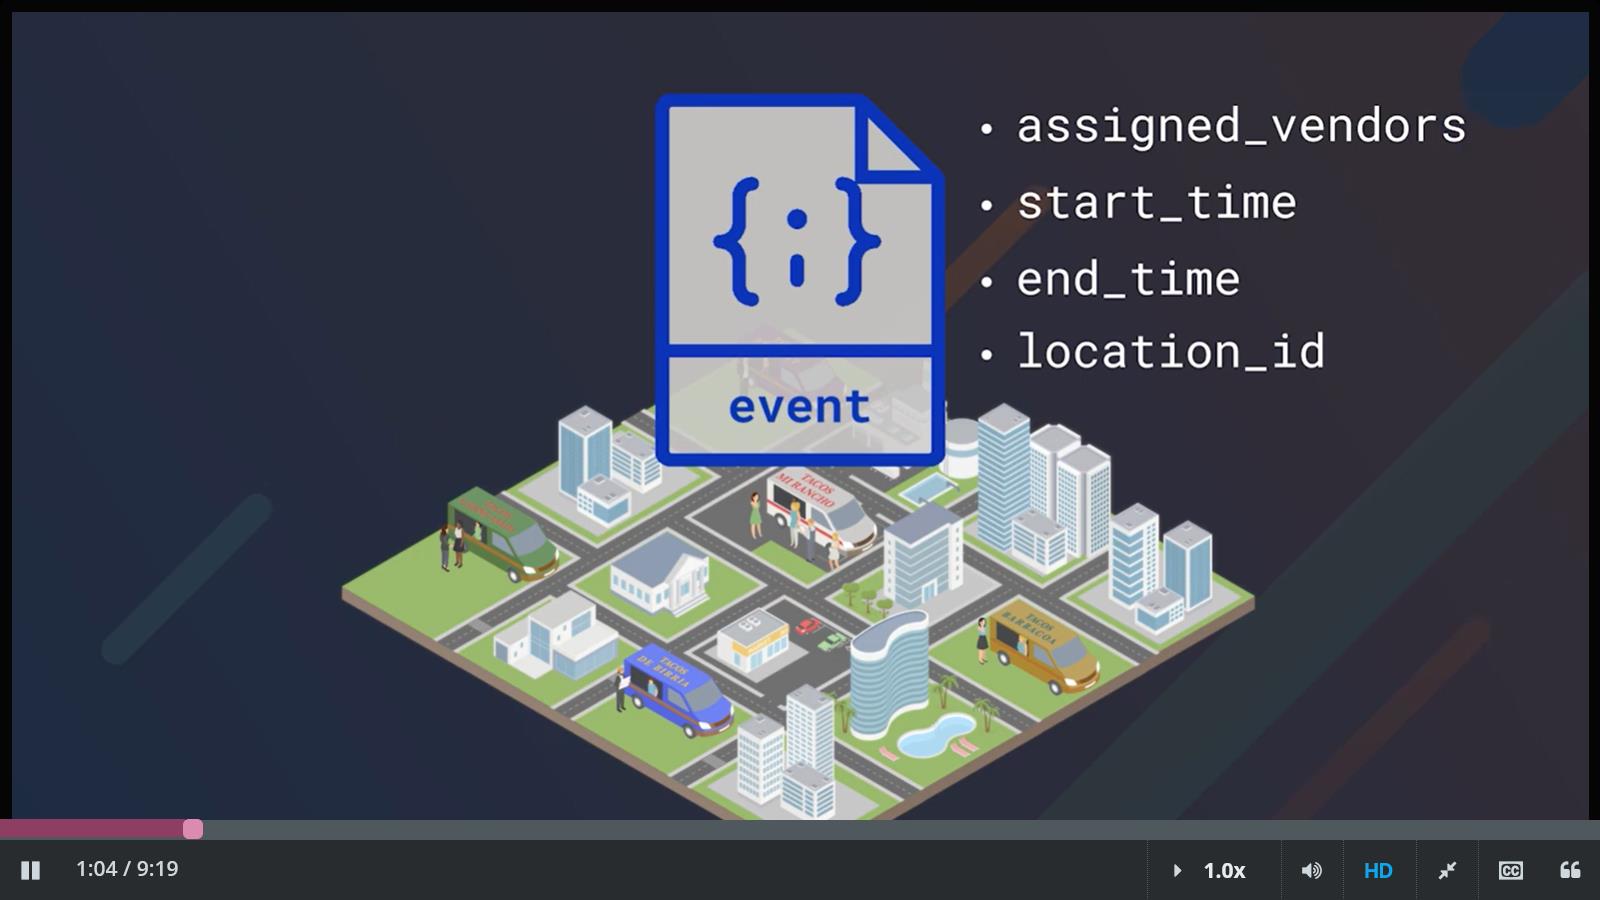 assigned_vendors
start_time
end_time
location_id
event
TACOS
MI RANCHO
TACOS
BARBACOA
TACOS
DE BIRRIA
1:04 / 9:19
1.0x
HD
CC